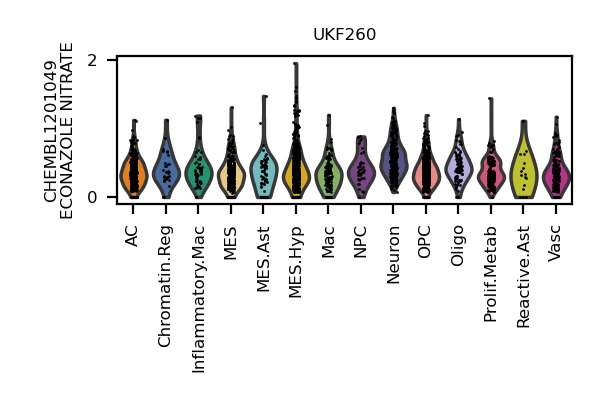 UKF260
CHEMBL1201049
ECONAZOLE NITRATE
2
0
AC
Chromatin.Reg
Inflammatory.Mac
MES
MES.Ast
MES.Hyp
Mac
NPC
Neuron
OPC
Oligo
Prolif.Metab
Reactive.Ast
Vasc